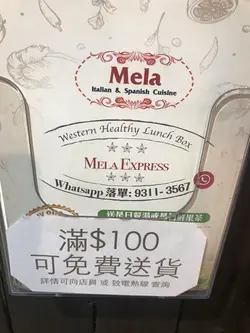 Mela
Italian & Spanish Cuisine
Western Healthy Lunch Box
MELA EXPRESS
Whatsapp 落單: 9311-3567
滿$100
可免費送貨
詳情可向店員 或 致電熱線 查詢